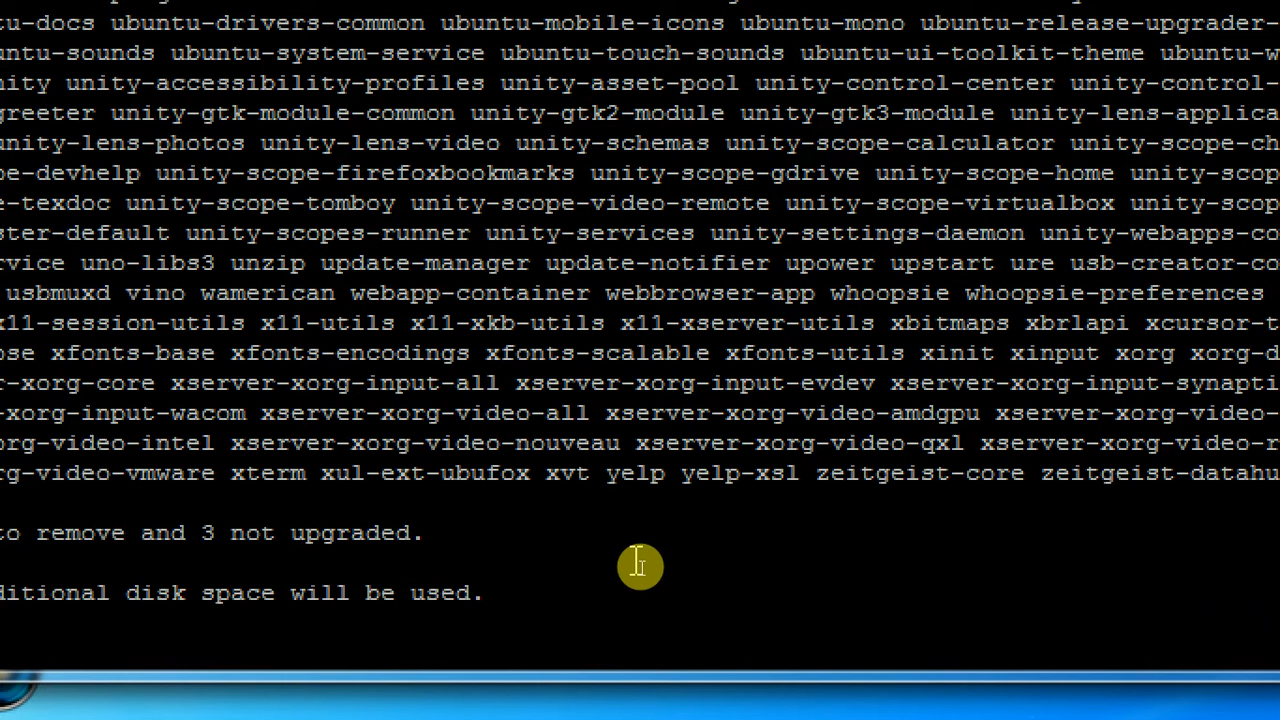 tu-docs ubuntu-drivers-common ubuntu-mobile-icons ubuntu-mono ubuntu-release-upgrader-
untu-sounds ubuntu-system-service ubuntu-touch-sounds ubuntu-ui-toolkit-theme ubuntu-w
nity unity-accessibility-profiles unity-asset-pool unity-control-center unity-control-
greeter unity-gtk-module-common unity-gtk2-module unity-gtk3-module unity-lens-applica
unity-lens-photos unity-lens-video unity-schemas unity-scope-calculator unity-scope-ch
pe-devhelp unity-scope-firefoxbookmarks unity-scope-gdrive unity-scope-home unity-scop
e-texdoc unity-scope-tomboy unity-scope-video-remote unity-scope-virtualbox unity-scop
ster-default unity-scopes-runner unity-services unity-settings-daemon unity-webapps-co
rvice uno-libs3 unzip update-manager update-notifier upower upstart ure usb-creator-co
usbmuxd vino wamerican webapp-container webbrowser-app whoopsie whoopsie-preferences
x11-session-utils x11-utils x11-xkb-utils x11-xserver-utils xbitmaps xbrlapi xcursor-t
ose xfonts-base xfonts-encodings xfonts-scalable xfonts-utils xinit xinput xorg xorg-d
r-xorg-core xserver-xorg-input-all xserver-xorg-input-evdev xserver-xorg-input-synapti
-xorg-input-wacom xserver-xorg-video-all xserver-xorg-video-amdgpu xserver-xorg-video-
org-video-intel xserver-xorg-video-nouveau xserver-xorg-video-qxl xserver-xorg-video-r
rg-video-vmware xterm xul-ext-ubufox xvt yelp yelp-xsl zeitgeist-core zeitgeist-datahu
to remove and 3 not upgraded.
ditional disk space will be used.